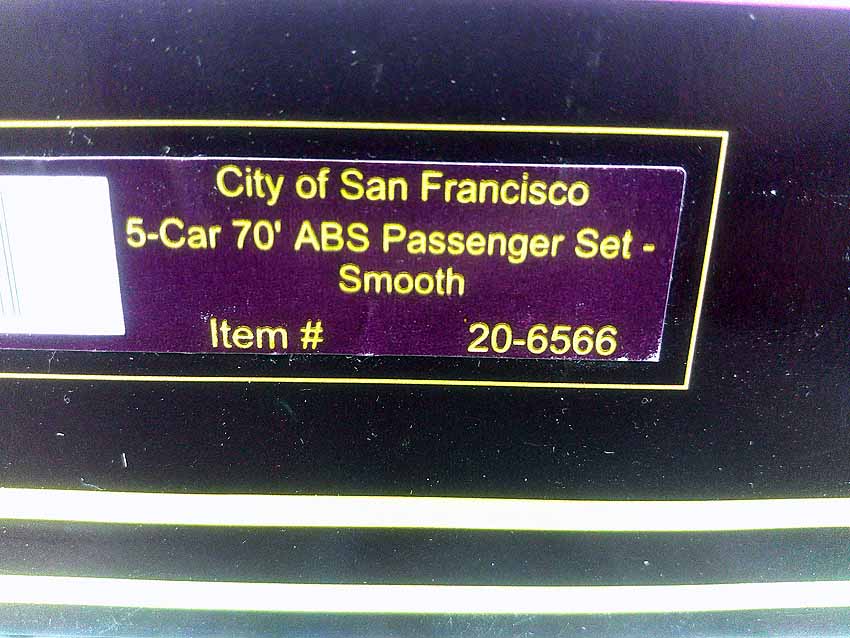 City of San Francisco
5-Car 70' ABS Passenger Set -
Smooth
Item # 20-6566